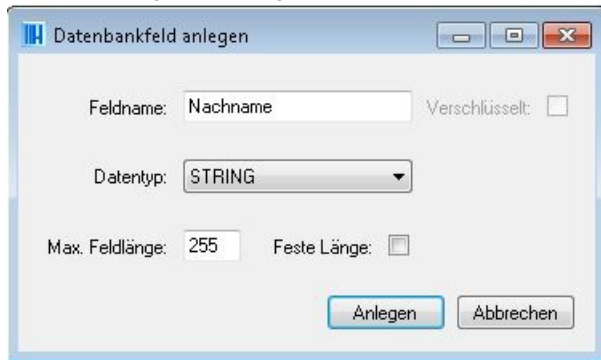 Datenbankfeld anlegen
Feldname: Nachname Verschlüsselt:
Datentyp: STRING
Max. Feldlänge: 255 Feste Länge:
Anlegen Abbrechen